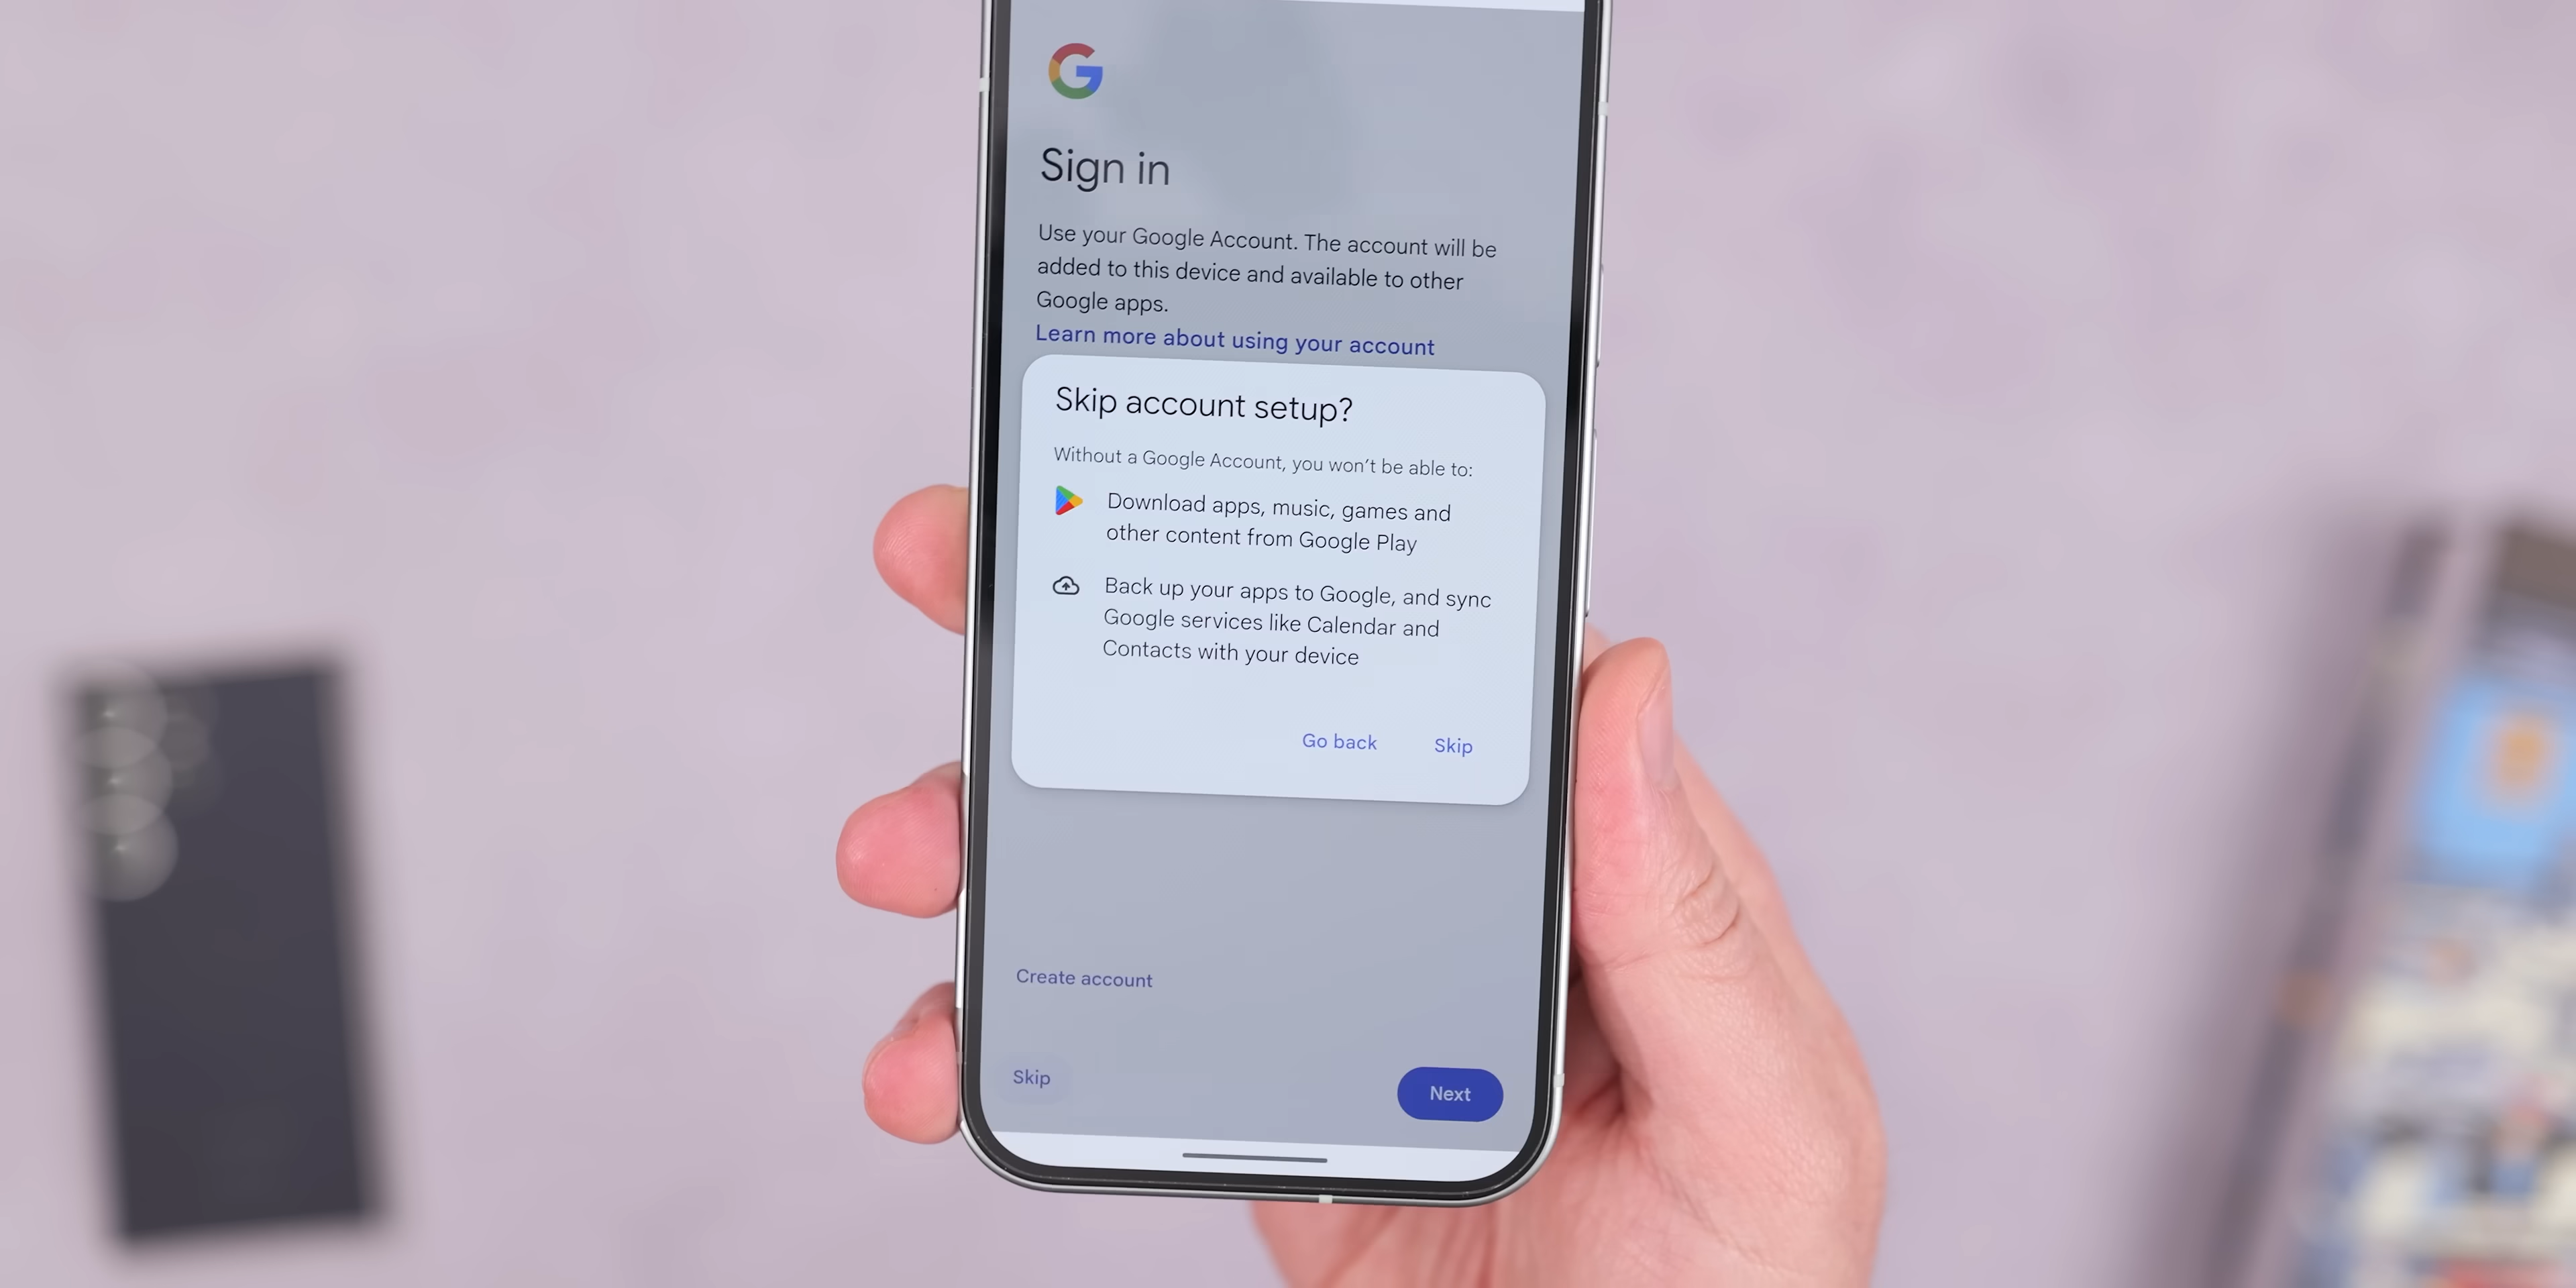 Sign in
Use your Google Account. The account will be
added to this device and available to other
Google apps.
Learn more about using your account
Skip account setup?
Without a Google Account, you won't be able to:
Download apps, music, games and
other content from Google Play
Back up your apps to Google, and sync
Google services like Calendar and
Contacts with your device
Go back
Skip
Create account
Skip
Next